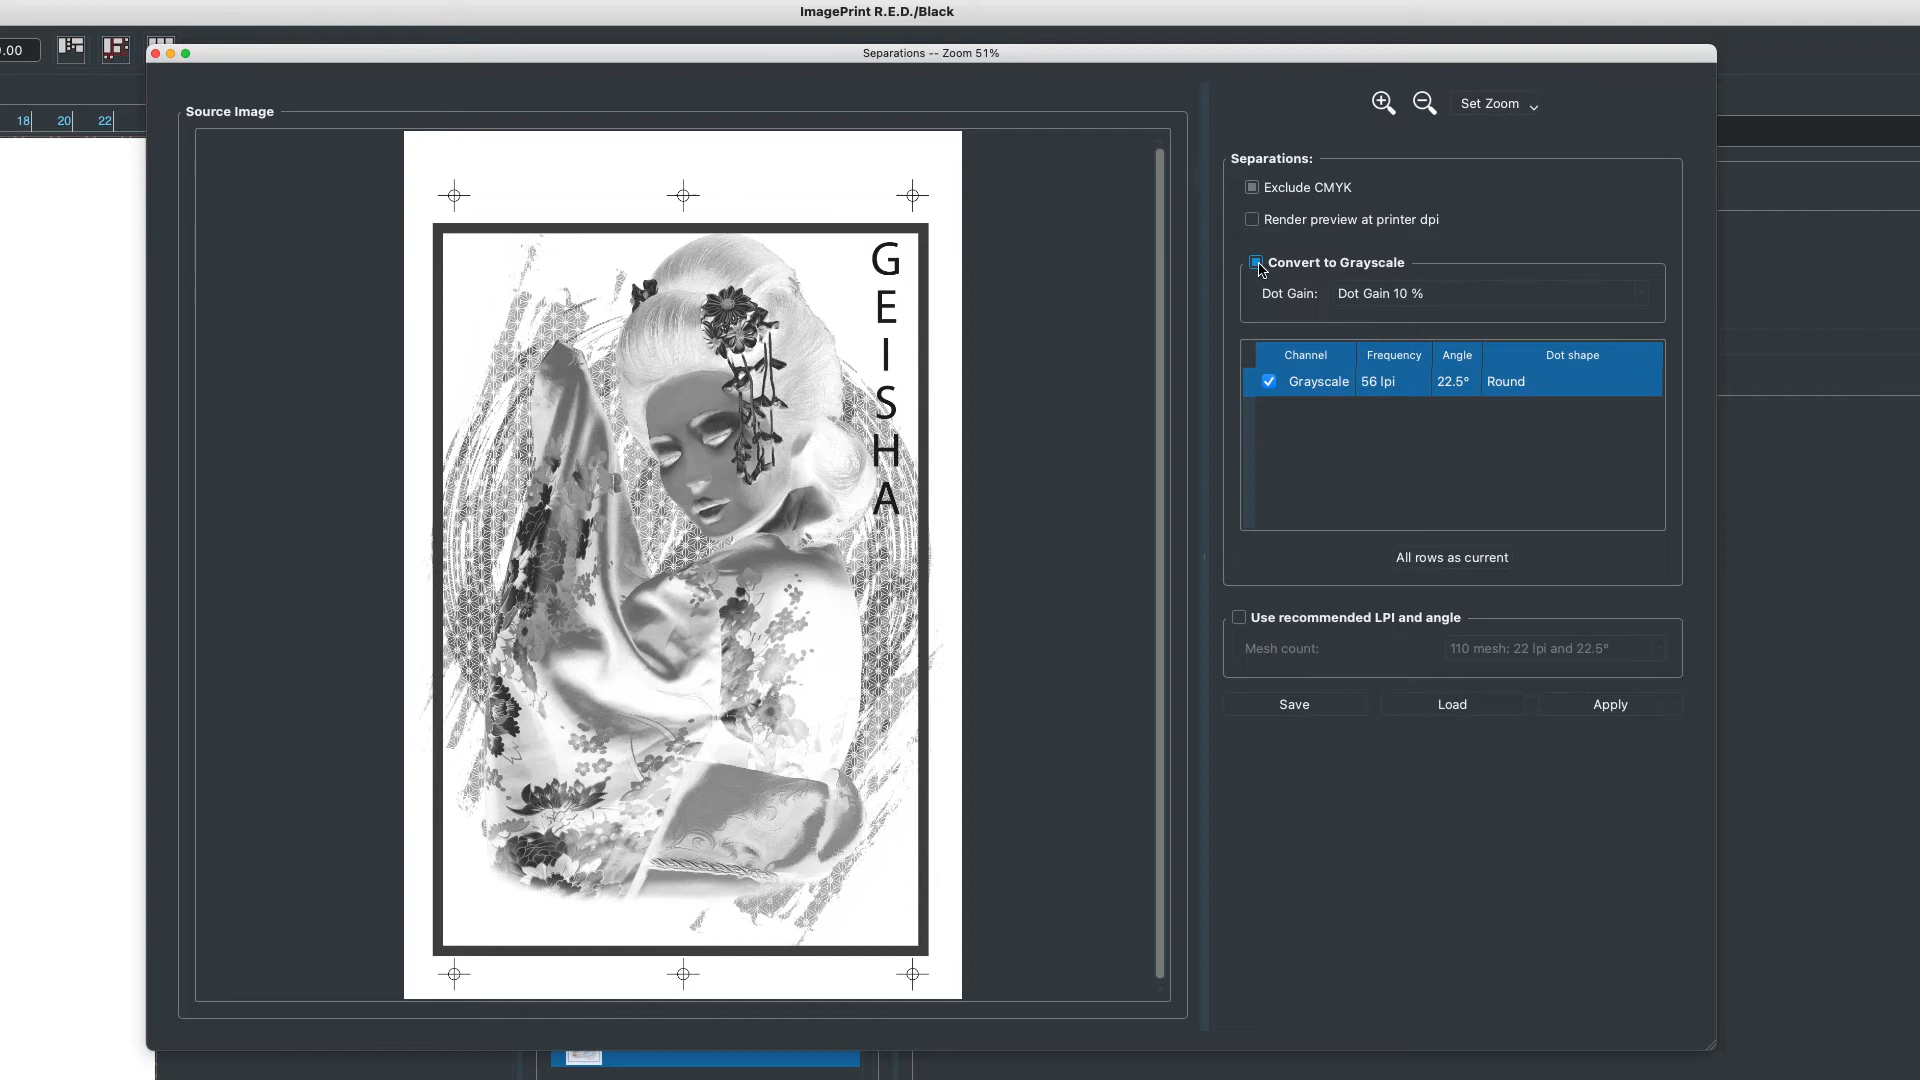 ImagePrint R.E.D./Black
.00
18
20
22
Separations -- Zoom 51%
Source Image
G
E
I
S
H
A
Set Zoom
Separations:
Exclude CMYK
Render preview at printer dpi
Convert to Grayscale
Dot Gain: Dot Gain 10 %
Channel Frequency Angle Dot shape
Grayscale 56 lpi 22.5° Round
All rows as current
Use recommended LPI and angle
Mesh count: 110 mesh: 22 lpi and 22.5°
Save Load Apply